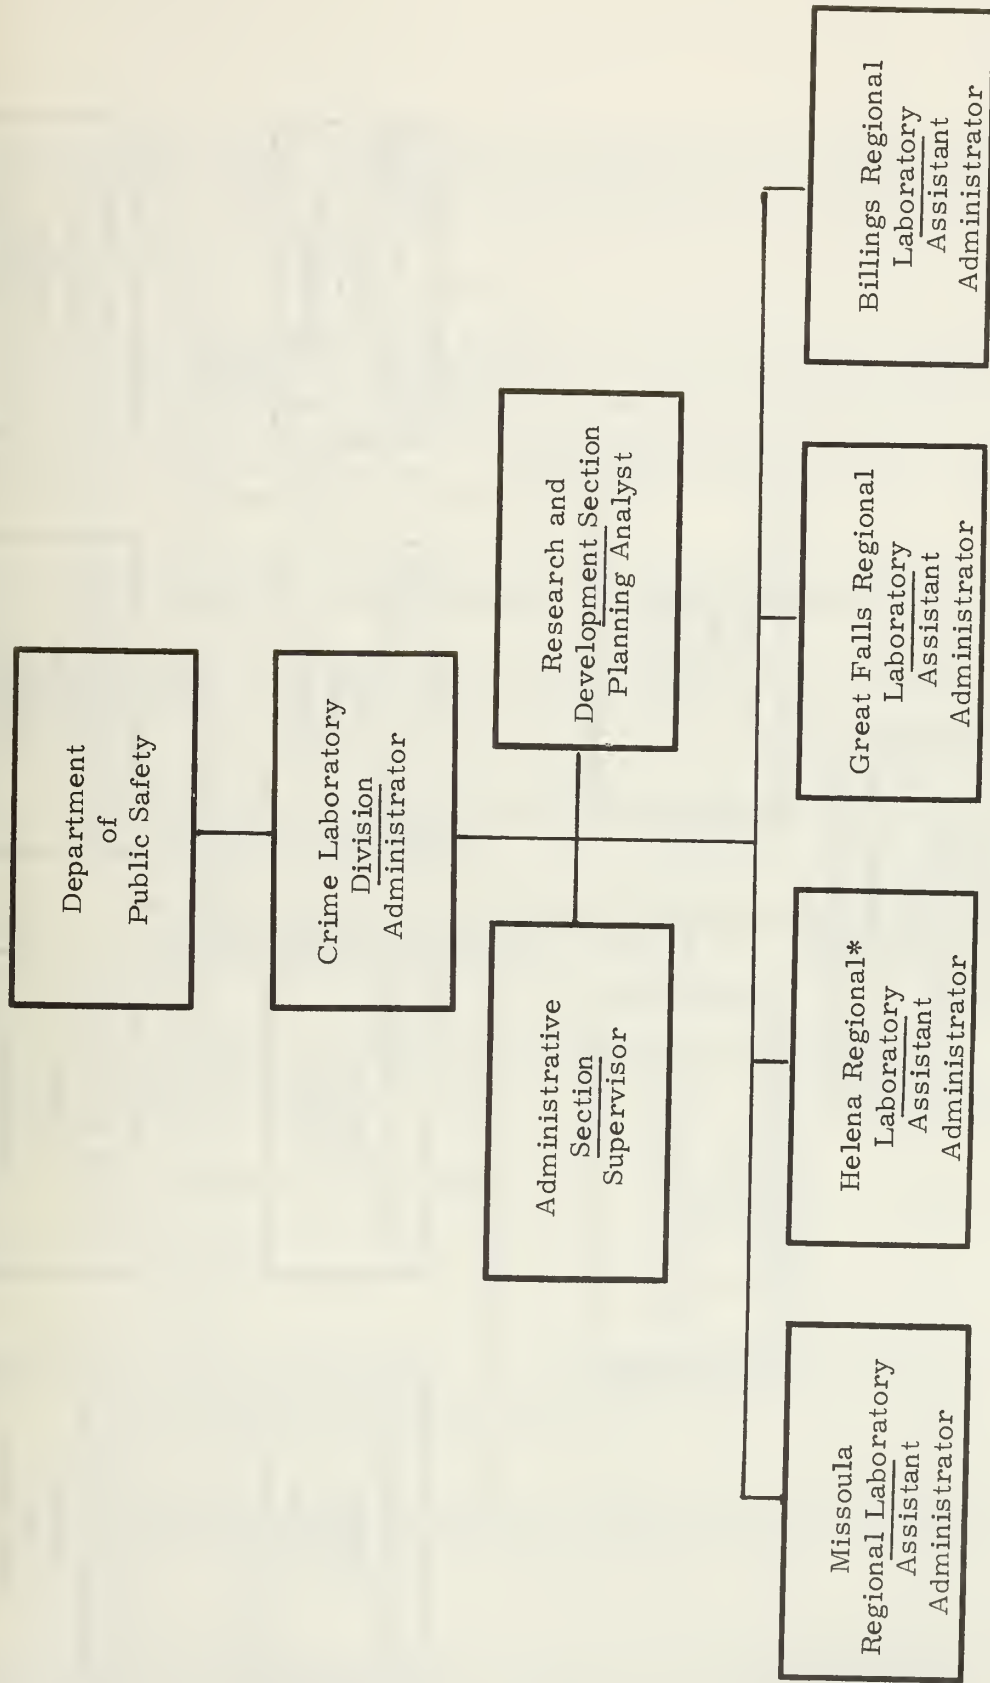 Department
of
Public Safety
Crime Laboratory
Division
Administrator
Administrative
Section
Supervisor
Research and
Development Section
Planning Analyst
Missoula
Regional Laboratory
Assistant
Administrator
Helena Regional*
Laboratory
Assistant
Administrator
Great Falls Regional
Laboratory
Assistant
Administrator
Billings Regional
Laboratory
Assistant
Administrator